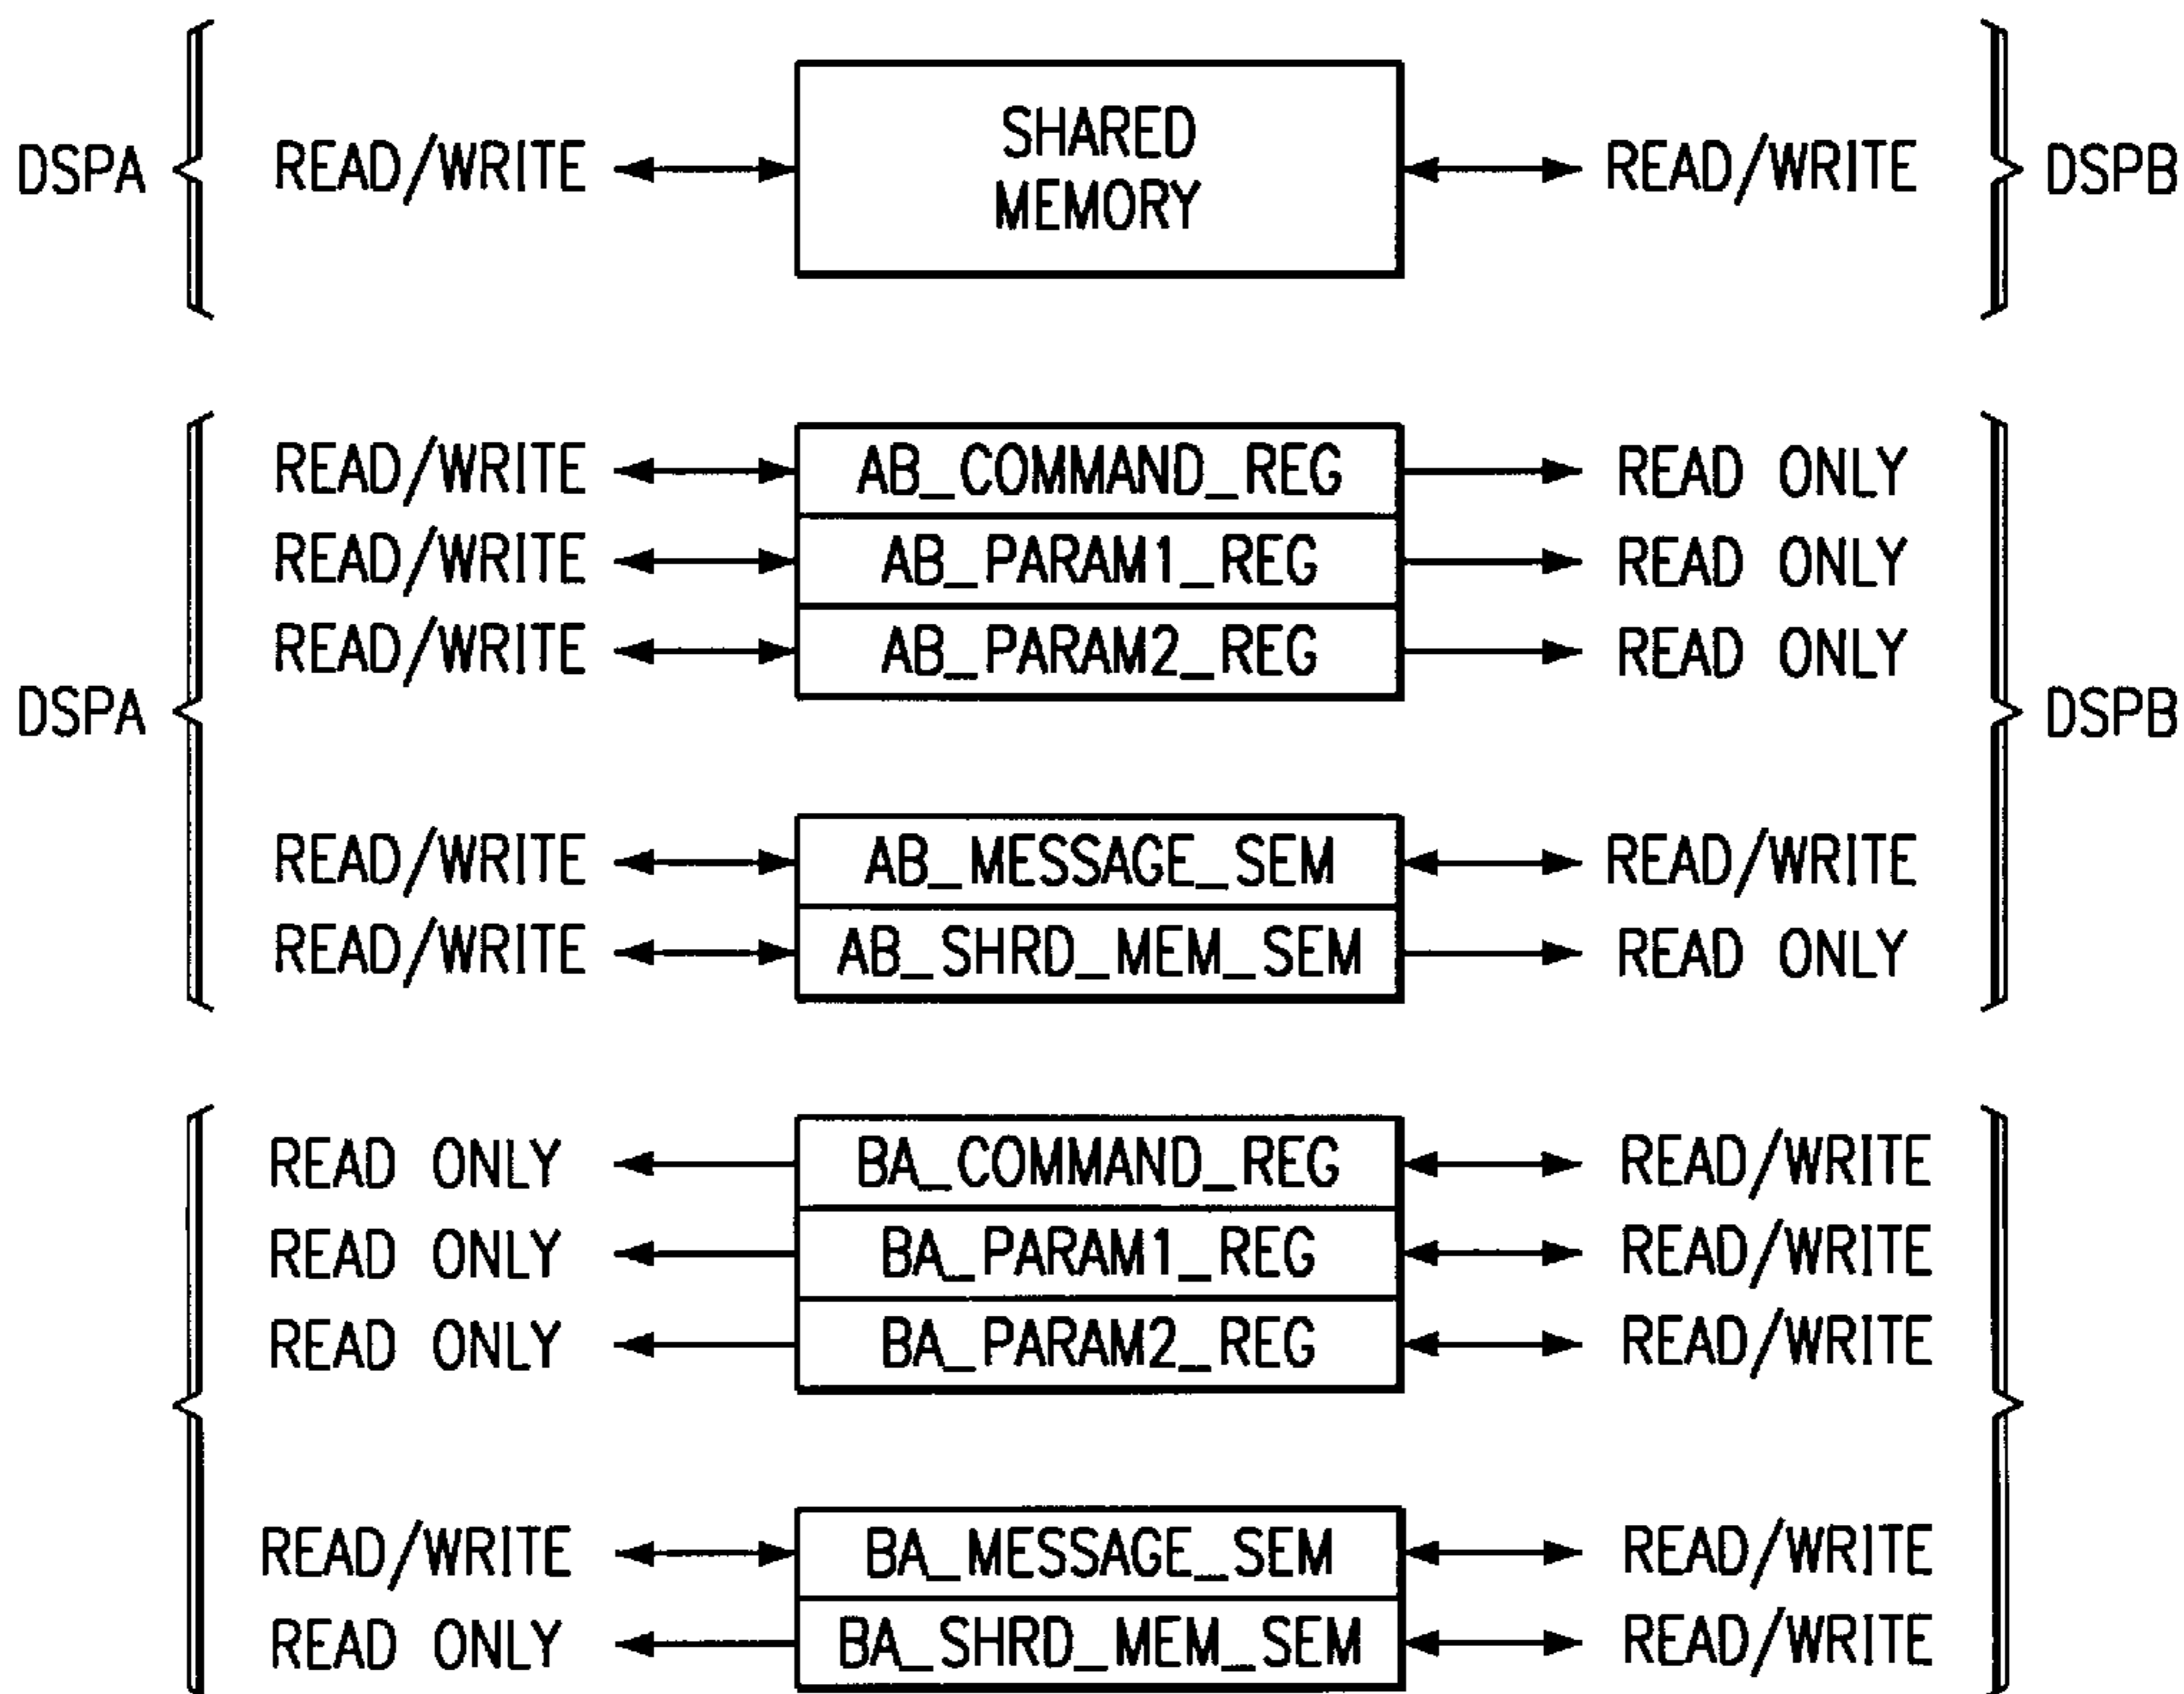 SHARED
DSPA READ/WRITE MEMORY READ/WRITE DSPB
READ/WRITE AB_COMMAND_REG READ ONLY
READ/WRITE AB_PARAM1_REG READ ONLY
READ/WRITE AB_PARAM2_REG READ ONLY
DSPA DSPB
READ/WRITE AB_MESSAGE_SEM READ/WRITE
READ/WRITE AB_SHRD_MEM_SEM READ ONLY
READ ONLY BA_COMMAND_REG READ/WRITE
READ ONLY BA_PARAM1_REG READ/WRITE
READ ONLY BA_PARAM2_REG READ/WRITE
READ/WRITE BA_MESSAGE_SEM READ/WRITE
READ ONLY BA_SHRD_MEM_SEM READ/WRITE